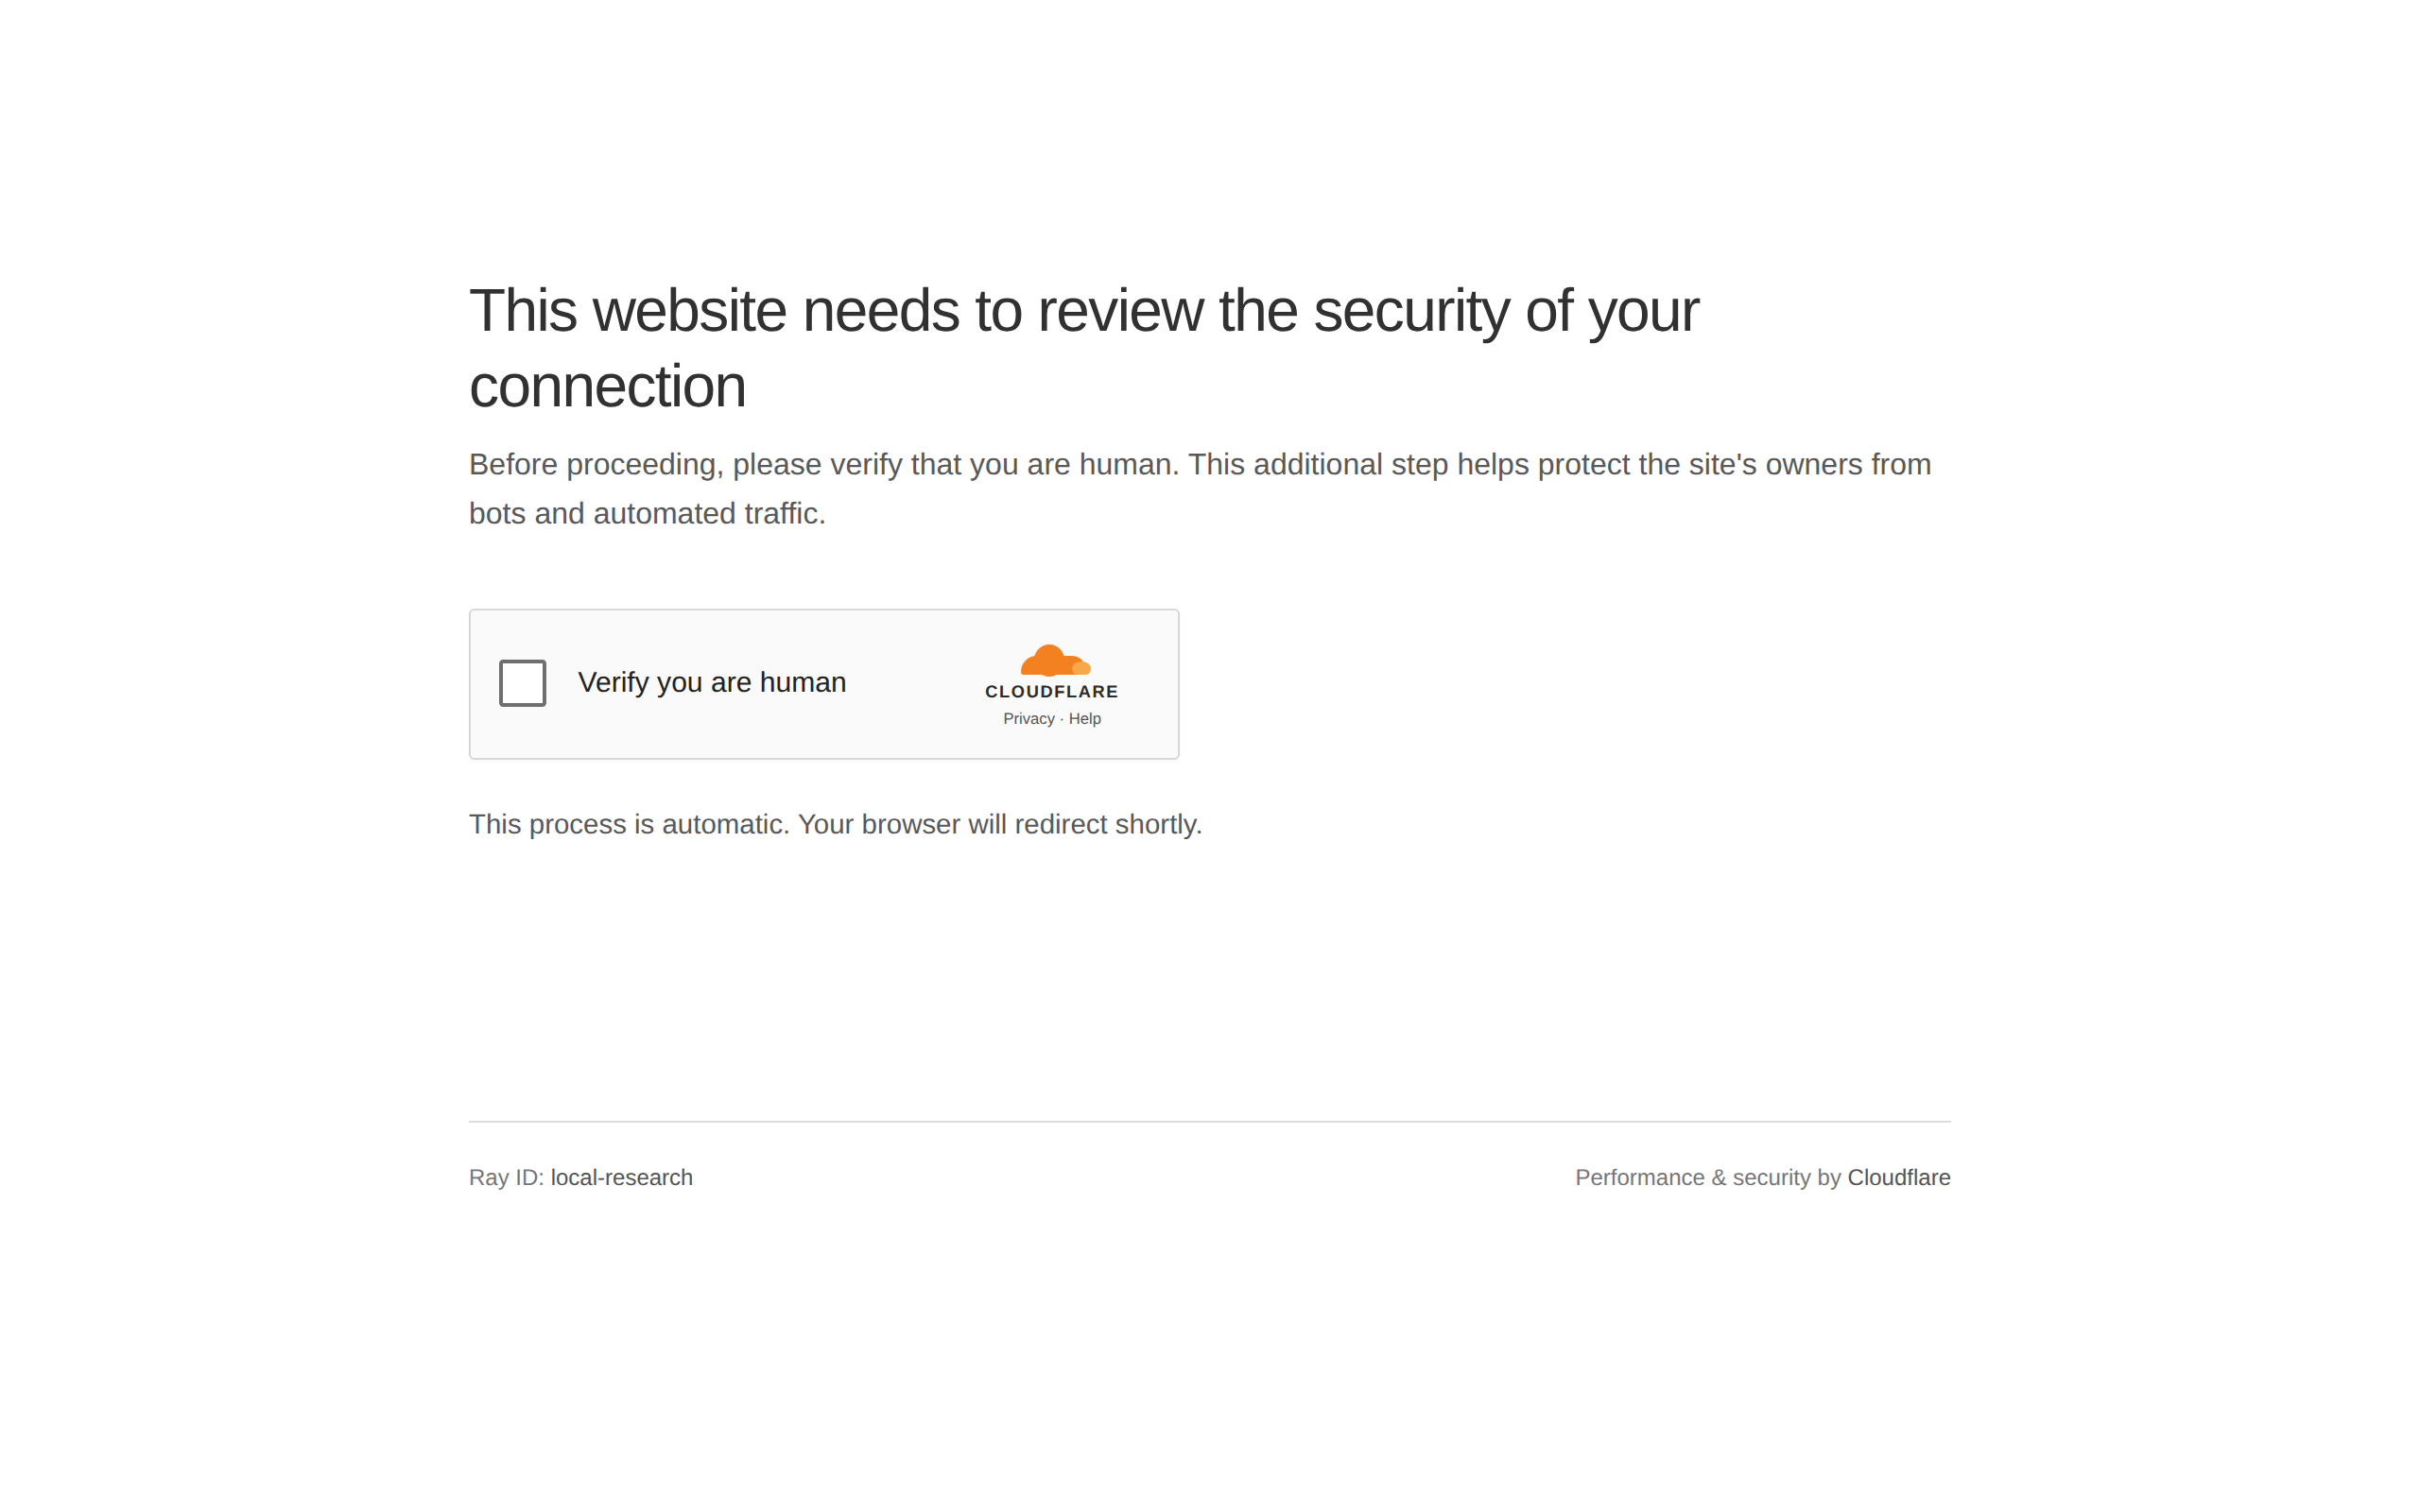 This website needs to review the security of your
connection
Before proceeding, please verify that you are human. This additional step helps protect the site's owners from
bots and automated traffic.
Verify you are human
CLOUDFLARE
Privacy · Help
This process is automatic. Your browser will redirect shortly.
Ray ID: local-research
Performance & security by Cloudflare